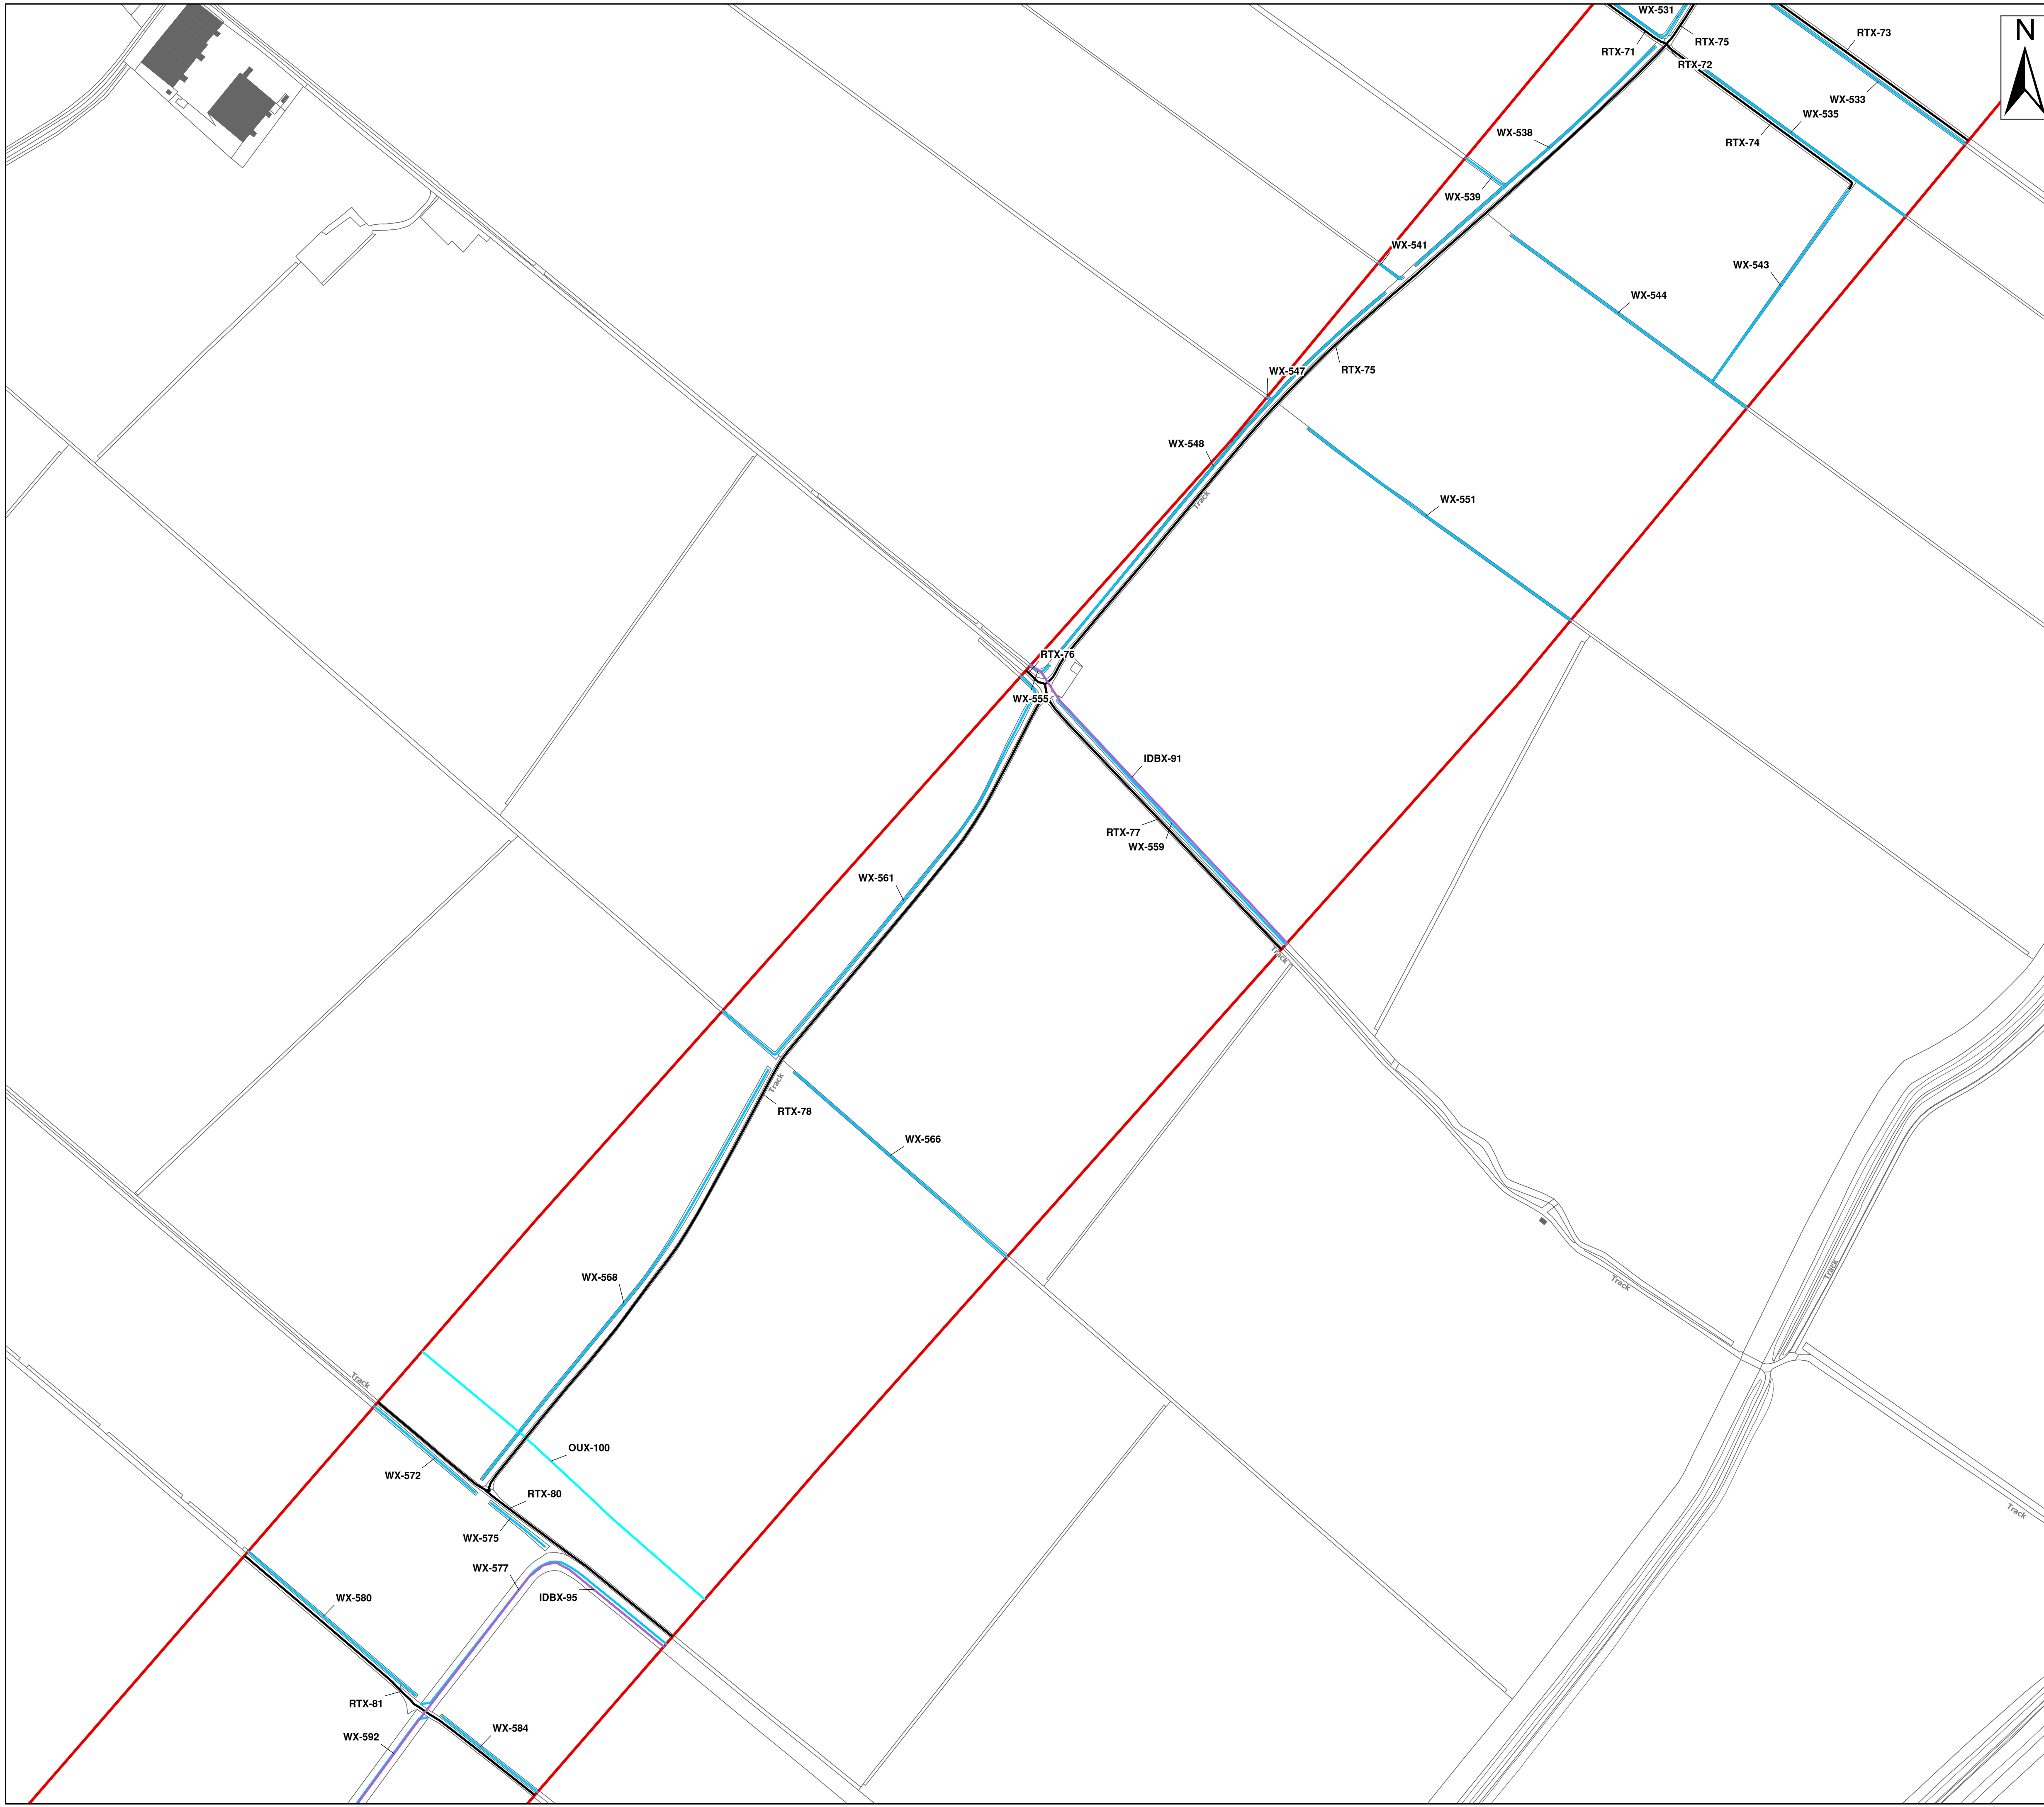 WX-531
N
RTX-73
RTX-75
RTX-71
RTX-72
WX-533
WX-535
WX-538
RTX-74
WX-539
WX-541
WX-543
WX-544
RTX-75
WX-547
WX-548
Track
WX-551
RTX-76
WX-555
IDBX-91
RTX-77
WX-559
WX-561
Track
Track
RTX-78
WX-566
Track
WX-568
Track
Track
OUX-100
WX-572
RTX-80
Track
WX-575
WX-577
IDBX-95
WX-580
RTX-81
WX-584
WX-592